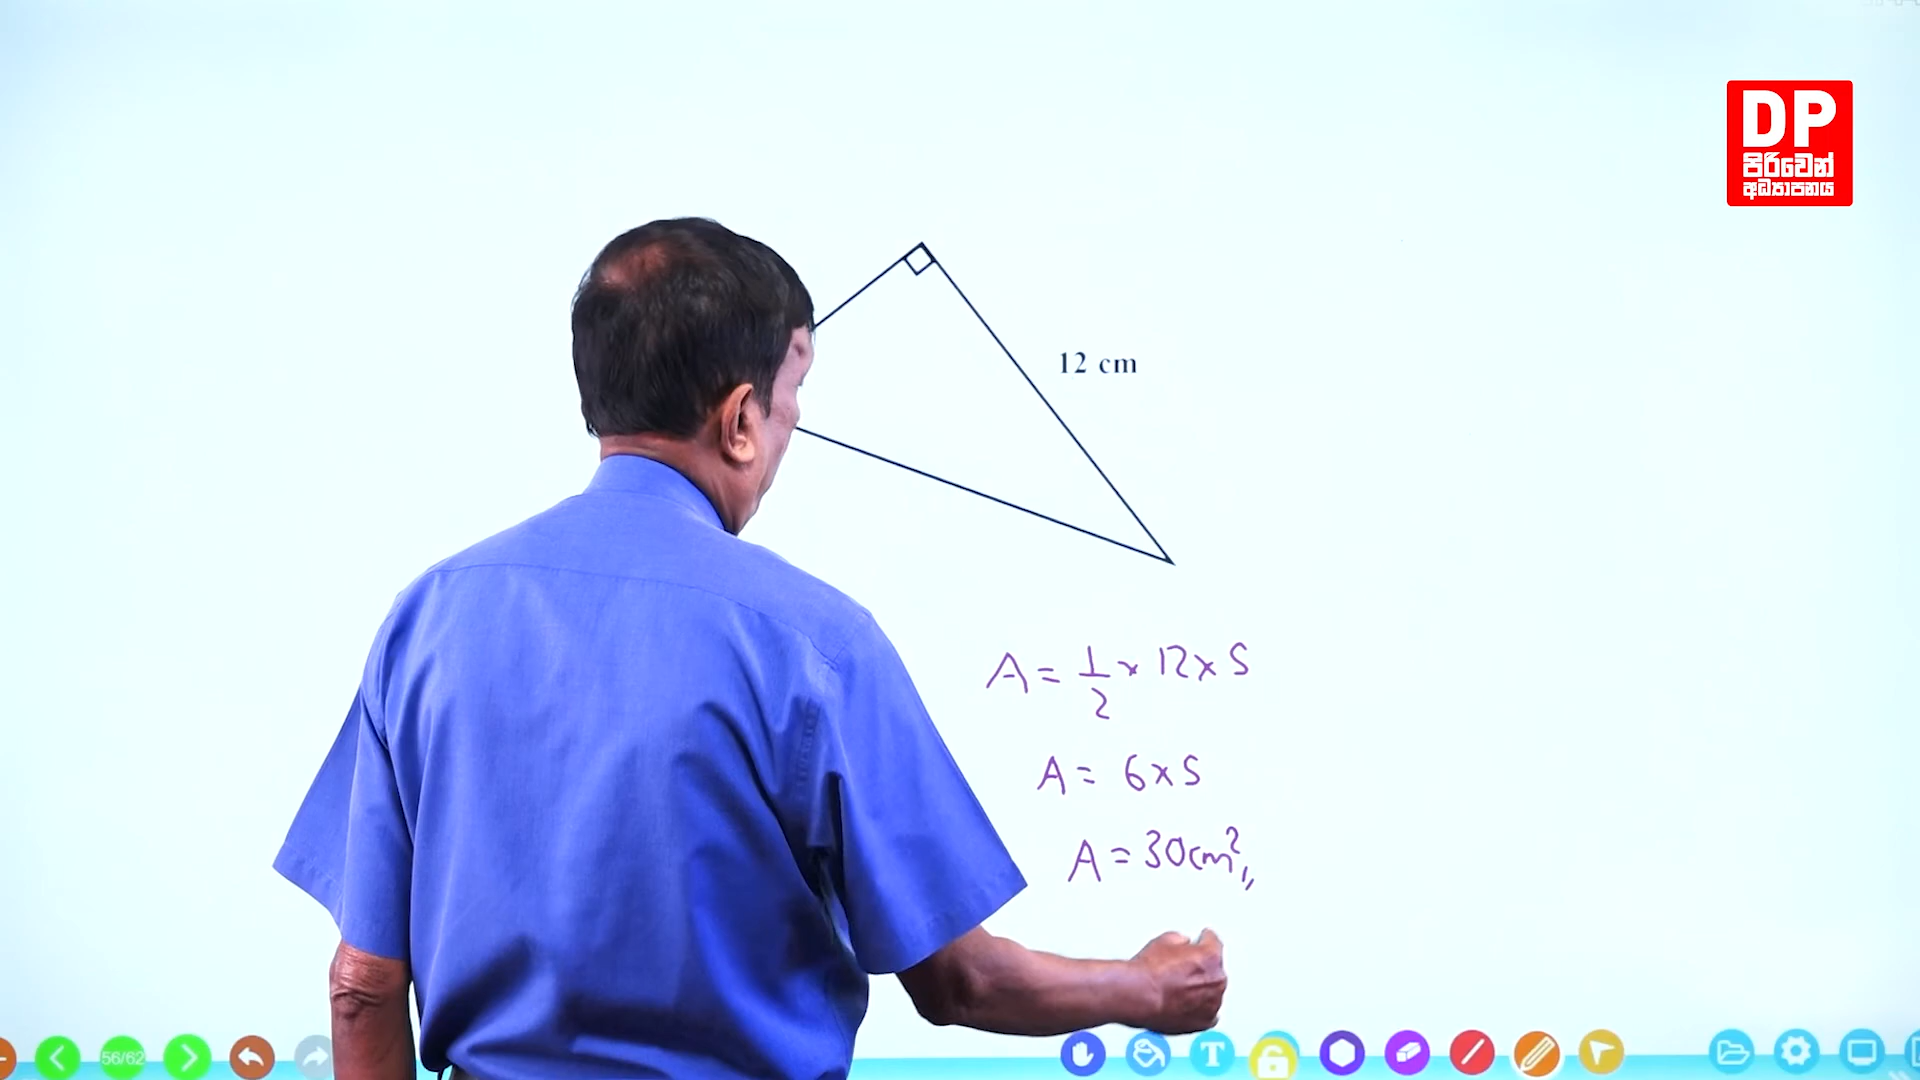 DP
පිරිවෙන්
අධ්‍යාපනය
12 cm
A = 1/2 × 12 × 5
A = 6 × 5
A = 30cm²,,
56/62
T